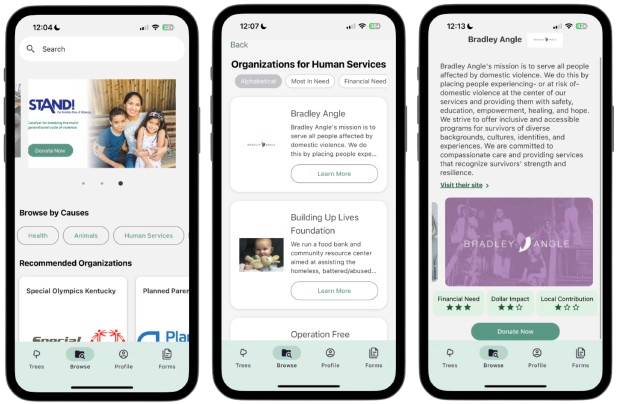 12:04
Search
STAND!
Donate Now
Browse by Causes
Health
Animals
Human Services
Recommended Organizations
Special Olympics Kentucky
Planned Paren
Special
Plan
Trees
Browse
Profile
Forms
12:07
Back
Organizations for Human Services
Alphabetical
Most In Need
Financial Need
BRADLEY ANGLE
Bradley Angle
Bradley Angle's mission is to
serve all people affected by
domestic violence. We do
this by placing people expe...
Learn More
Building Up Lives
Foundation
We run a food bank and
community resource center
aimed at assisting the
homeless, battered/abused...
Learn More
Operation Free
Trees
Browse
Profile
Forms
12:13
Bradley Angle
Bradley Angle's mission is to serve all people
affected by domestic violence. We do this by
placing people experiencing- or at risk of-
domestic violence at the center of our
services and providing them with safety,
education, empowerment, healing, and hope.
We strive to offer inclusive and accessible
programs for survivors of diverse
backgrounds, cultures, identities, and
experiences. We are committed to
compassionate care and providing services
that recognize survivors' strength and
resilience.
Visit their site >
BRADLEY ANGLE
Financial Need
Dollar Impact
Local Contribution
Donate Now
Trees
Browse
Profile
Forms